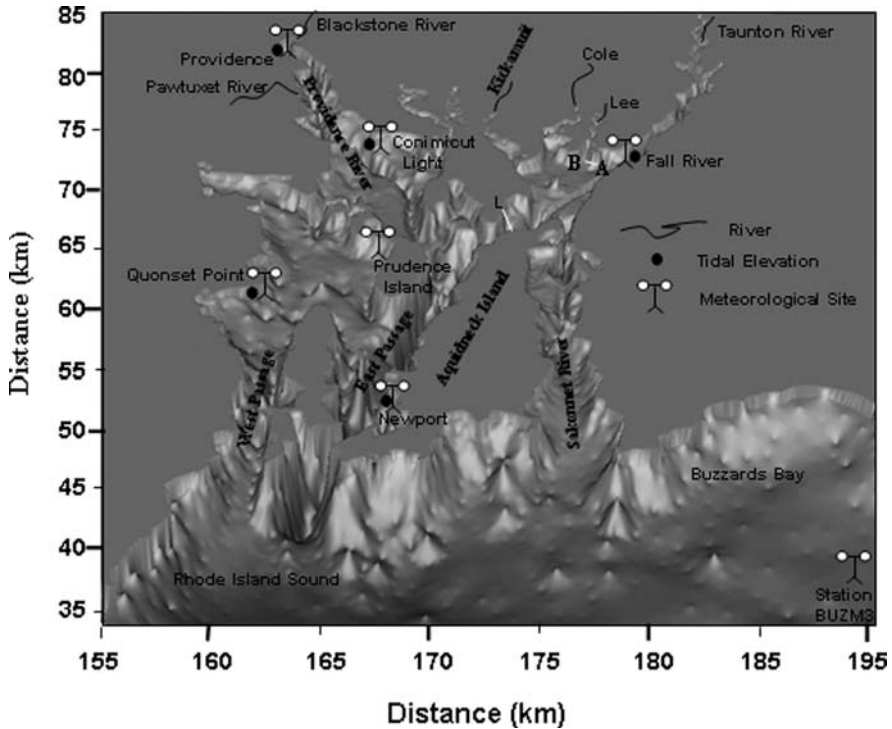 85
80
75
70
65
60
55
50
45
40
35
Distance (km)
Blackstone River
Providence
Pawtuxet River
Providence River
Kickamuit
Cole
Lee
Taunton River
Conimicut
Light
B
A
Fall River
L
River
Tidal Elevation
Meteorological Site
Prudence
Island
Quonset Point
Aquidneck Island
East Passage
West Passage
Sakonnet River
Newport
Buzzards Bay
Rhode Island Sound
Station
BUZM3
155
160
165
170
175
180
185
195
Distance (km)